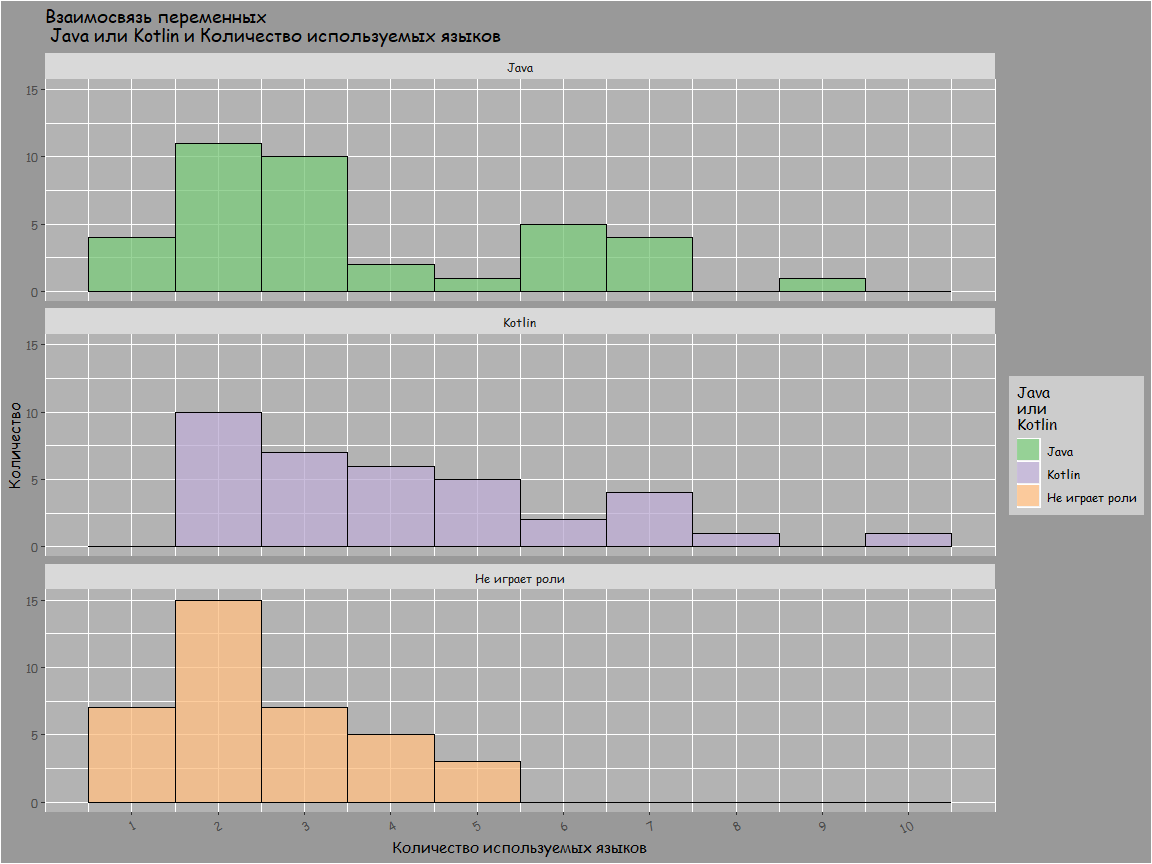 Взаимосвязь переменных
Java или Kotlin и Количество используемых языков
Java
15
10
5
0
Kotlin
15
10
5
0
Не играет роли
15
10
5
0
1 2 3 4 5 6 7 8 9 10
Количество используемых языков
Количество
Java
или
Kotlin
Java
Kotlin
Не играет роли